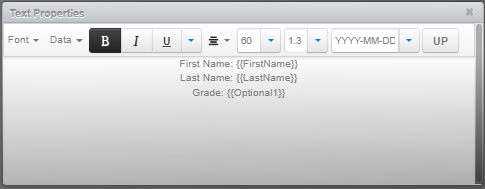 Text Properties
Font Data B I U 60 1.3 YYYY-MM-DD UP
First Name: {{FirstName}}
Last Name: {{LastName}}
Grade: {{Optional1}}